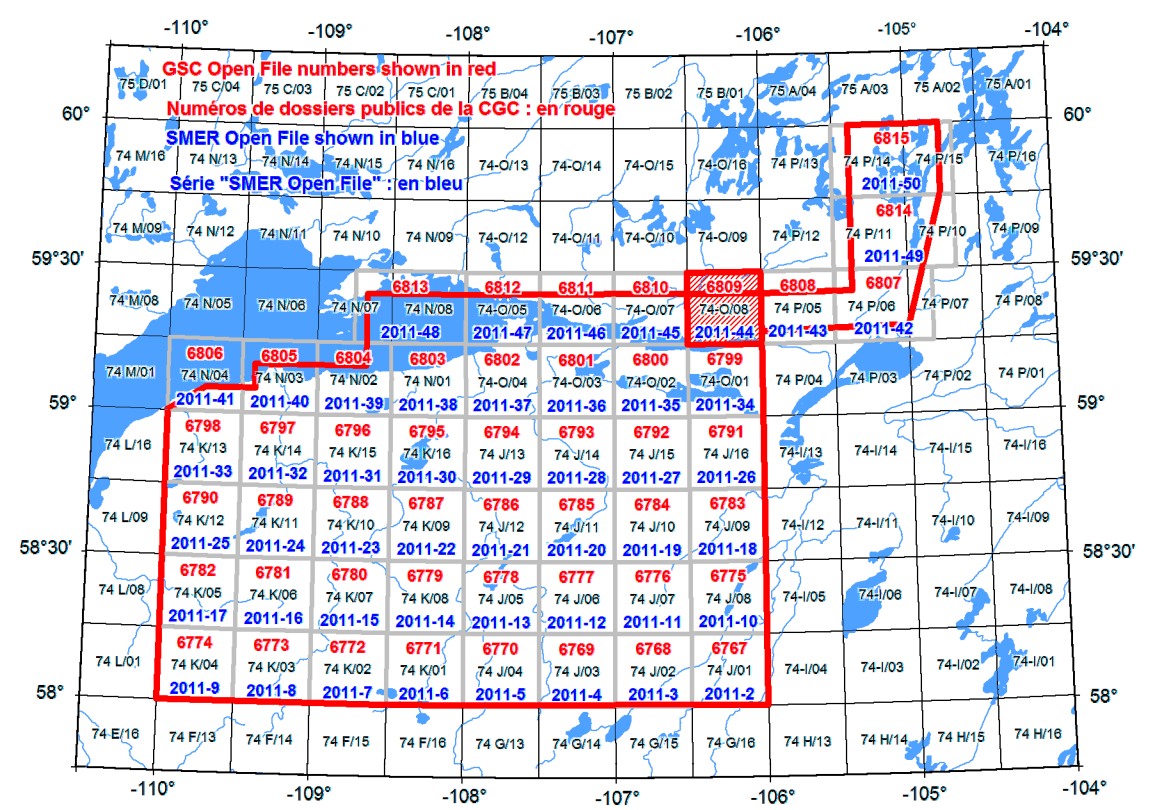 -110° -109° -108° -107° -106° -105° -104°
GSC Open File numbers shown in red
75 D/01 75 C/04 75 C/03 75 C/02 75 C/01 75 B/04 75 B/03 75 B/02 75 B/01 75 A/04 75 A/03 75 A/02 75 A/01
Numéros de dossiers publics de la CGC : en rouge
60° 60°
SMER Open File shown in blue
6815
74 M/16 74 N/13 74 N/14 74 N/15 74 N/16 74-O/13 74-O/14 74-O/15 74-O/16 74 P/13 74 P/14 74 P/15 74 P/16
Série "SMER Open File" : en bleu
2011-50
6814
74 M/09 74 N/12 74 N/11 74 N/10 74 N/09 74-O/12 74-O/11 74-O/10 74-O/09 74 P/12 74 P/11 74 P/10 74 P/09
2011-49
59°30' 59°30'
6813 6812 6811 6810 6809 6808 6807
74 M/08 74 N/05 74 N/06 74 N/07 74 N/08 74-O/05 74-O/06 74-O/07 74-O/08 74 P/05 74 P/06 74 P/07 74 P/08
2011-48 2011-47 2011-46 2011-45 2011-44 2011-43 2011-42
6806 6805 6804 6803 6802 6801 6800 6799
74 M/01 74 N/04 74 N/03 74 N/02 74 N/01 74-O/04 74-O/03 74-O/02 74-O/01 74 P/04 74 P/03 74 P/02 74 P/01
2011-41 2011-40 2011-39 2011-38 2011-37 2011-36 2011-35 2011-34
59° 59°
6798 6797 6796 6795 6794 6793 6792 6791
74 L/16 74 K/13 74 K/14 74 K/15 74 K/16 74 J/13 74 J/14 74 J/15 74 J/16 74-I/13 74-I/14 74-I/15 74-I/16
2011-33 2011-32 2011-31 2011-30 2011-29 2011-28 2011-27 2011-26
6790 6789 6788 6787 6786 6785 6784 6783
74 L/09 74 K/12 74 K/11 74 K/10 74 K/09 74 J/12 74 J/11 74 J/10 74 J/09 74-I/12 74-I/11 74-I/10 74-I/09
2011-25 2011-24 2011-23 2011-22 2011-21 2011-20 2011-19 2011-18
58°30' 58°30'
6782 6781 6780 6779 6778 6777 6776 6775
74 L/08 74 K/05 74 K/06 74 K/07 74 K/08 74 J/05 74 J/06 74 J/07 74 J/08 74-I/05 74-I/06 74-I/07 74-I/08
2011-17 2011-16 2011-15 2011-14 2011-13 2011-12 2011-11 2011-10
6774 6773 6772 6771 6770 6769 6768 6767
74 L/01 74 K/04 74 K/03 74 K/02 74 K/01 74 J/04 74 J/03 74 J/02 74 J/01 74-I/04 74-I/03 74-I/02 74-I/01
2011-9 2011-8 2011-7 2011-6 2011-5 2011-4 2011-3 2011-2
58° 58°
74 E/16 74 F/13 74 F/14 74 F/15 74 F/16 74 G/13 74 G/14 74 G/15 74 G/16 74 H/13 74 H/14 74 H/15 74 H/16
-110° -109° -108° -107° -106° -105° -104°